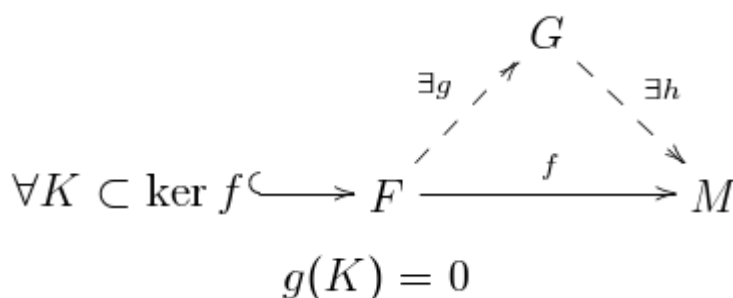 G
∃g ∃h
f
∀K ⊂ ker f F M
g(K) = 0